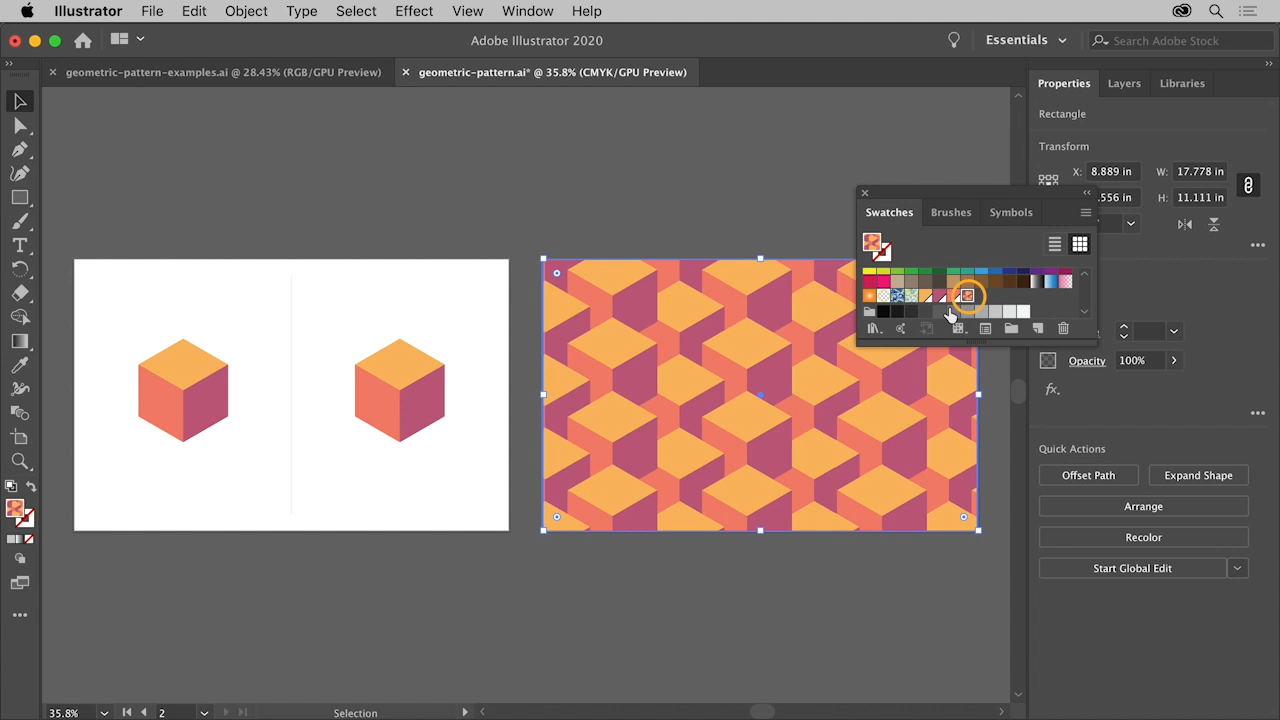 Illustrator File Edit Object Type Select Effect View Window Help
Adobe Illustrator 2020
Essentials
Search Adobe Stock
geometric-pattern-examples.ai @ 28.43% (RGB/GPU Preview)
geometric-pattern.ai* @ 35.8% (CMYK/GPU Preview)
Properties Layers Libraries
Rectangle
Transform
X: 8.889 in W: 17.778 in
.556 in H: 11.111 in
Swatches Brushes Symbols
Opacity 100%
fx.
Quick Actions
Offset Path Expand Shape
Arrange
Recolor
Start Global Edit
35.8% 2 Selection